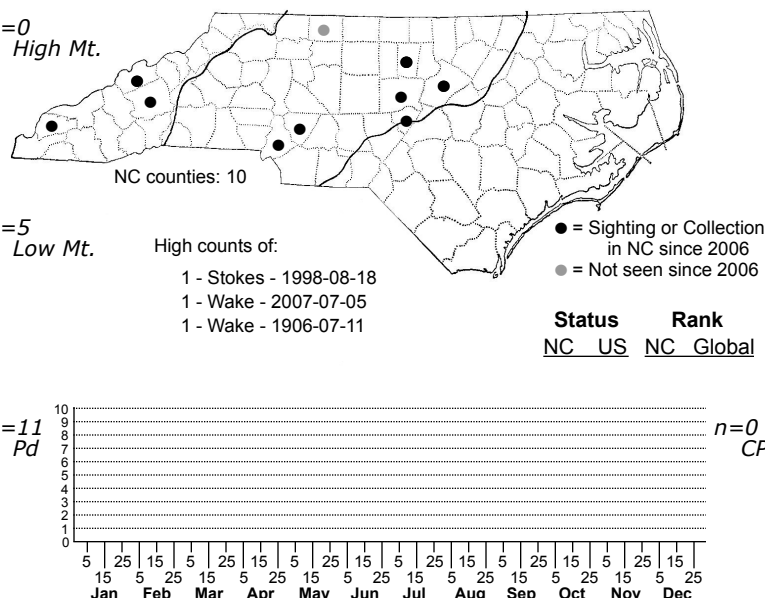 =0
High Mt.
NC counties: 10
=5
Low Mt.
High counts of:
1 - Stokes - 1998-08-18
1 - Wake - 2007-07-05
1 - Wake - 1906-07-11
● = Sighting or Collection
in NC since 2006
● = Not seen since 2006
Status Rank
NC US NC Global
=11
Pd
n=0
CP
10
9
8
7
6
5
4
3
2
1
0
5 25 15 5 25 15 5 25 15 5 25 15 5 25 15 5 25 15
15 5 25 15 5 25 15 5 25 15 5 25 15 5 25 15 5 25
Jan Feb Mar Apr May Jun Jul Aug Sep Oct Nov Dec